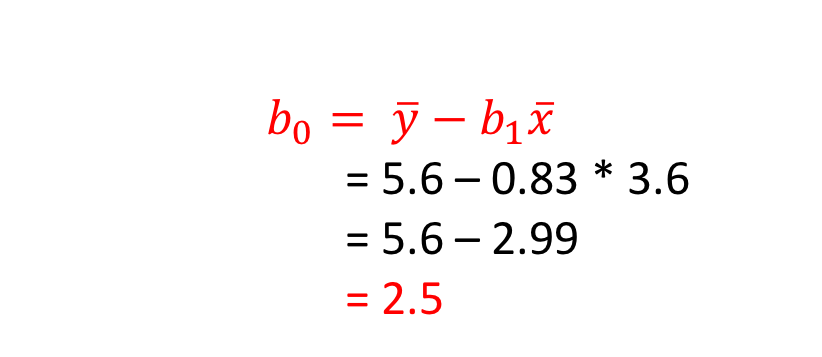 b₀ = ȳ – b₁x̄
= 5.6 – 0.83 * 3.6
= 5.6 – 2.99
= 2.5